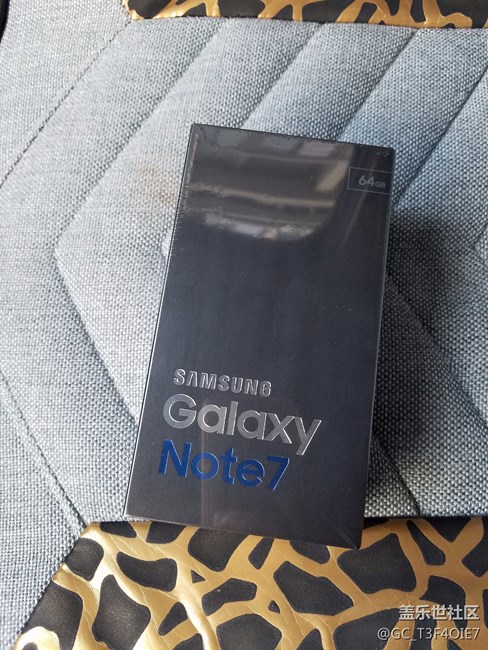 64GB
SAMSUNG
Galaxy
Note7
盖乐世社区
@GC_T3F4OIE7